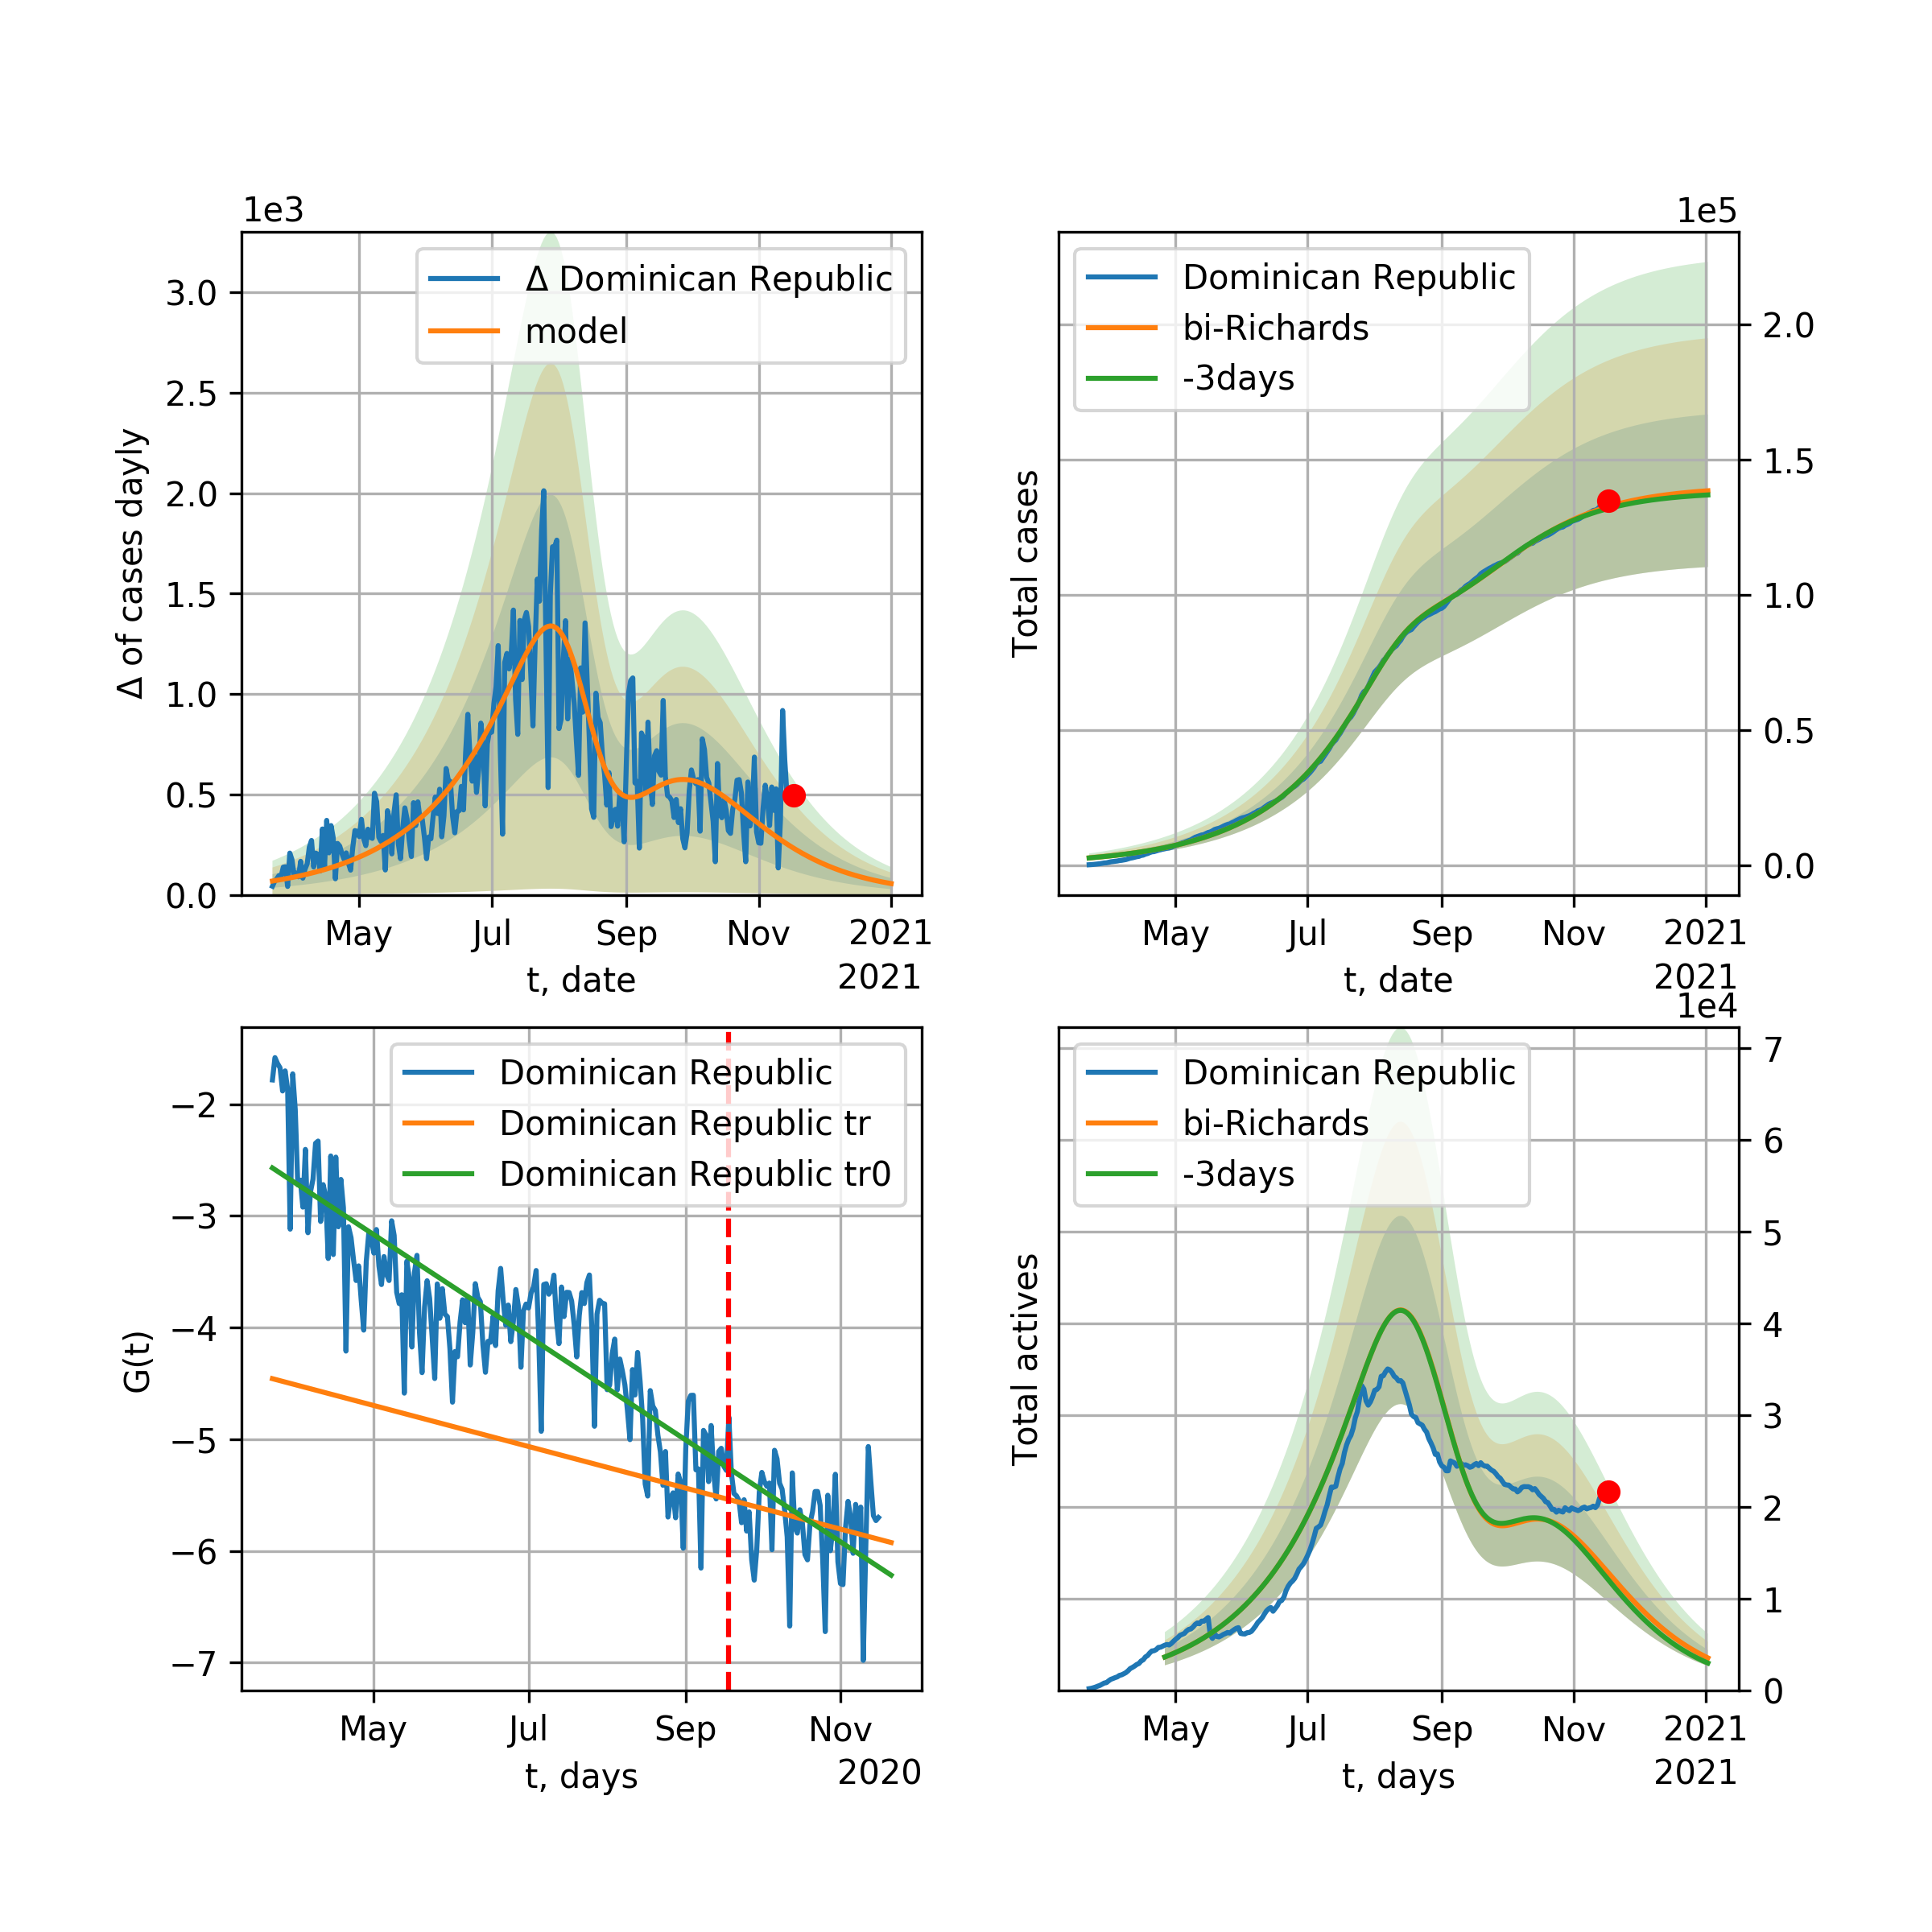 1e3
Δ of cases dayly
3.0
2.5
2.0
1.5
1.0
0.5
0.0
Δ Dominican Republic
model
May Jul Sep Nov 2021
t, date
2021
1e5
Total cases
Dominican Republic
bi-Richards
-3days
2.0
1.5
1.0
0.5
0.0
May Jul Sep Nov 2021
t, date
2021
G(t)
−2
−3
−4
−5
−6
−7
Dominican Republic
Dominican Republic tr
Dominican Republic tr0
May Jul Sep Nov
t, days
2020
1e4
Total actives
Dominican Republic
bi-Richards
-3days
7
6
5
4
3
2
1
0
May Jul Sep Nov 2021
t, days
2021